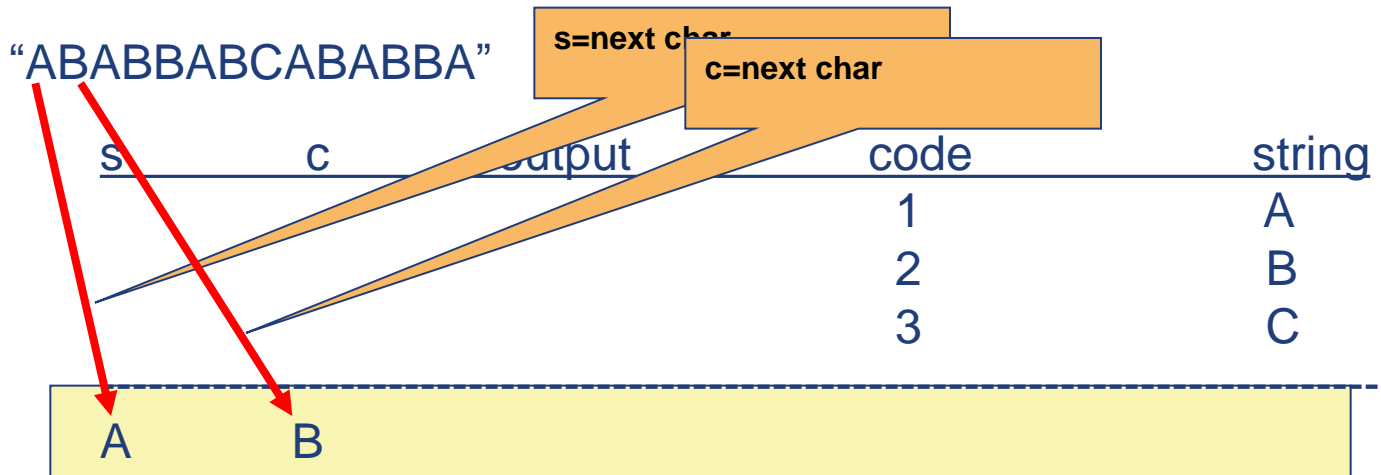 “ABABBABCABABBA”
s=next char
c=next char
s c output code string
1 A
2 B
3 C
A B